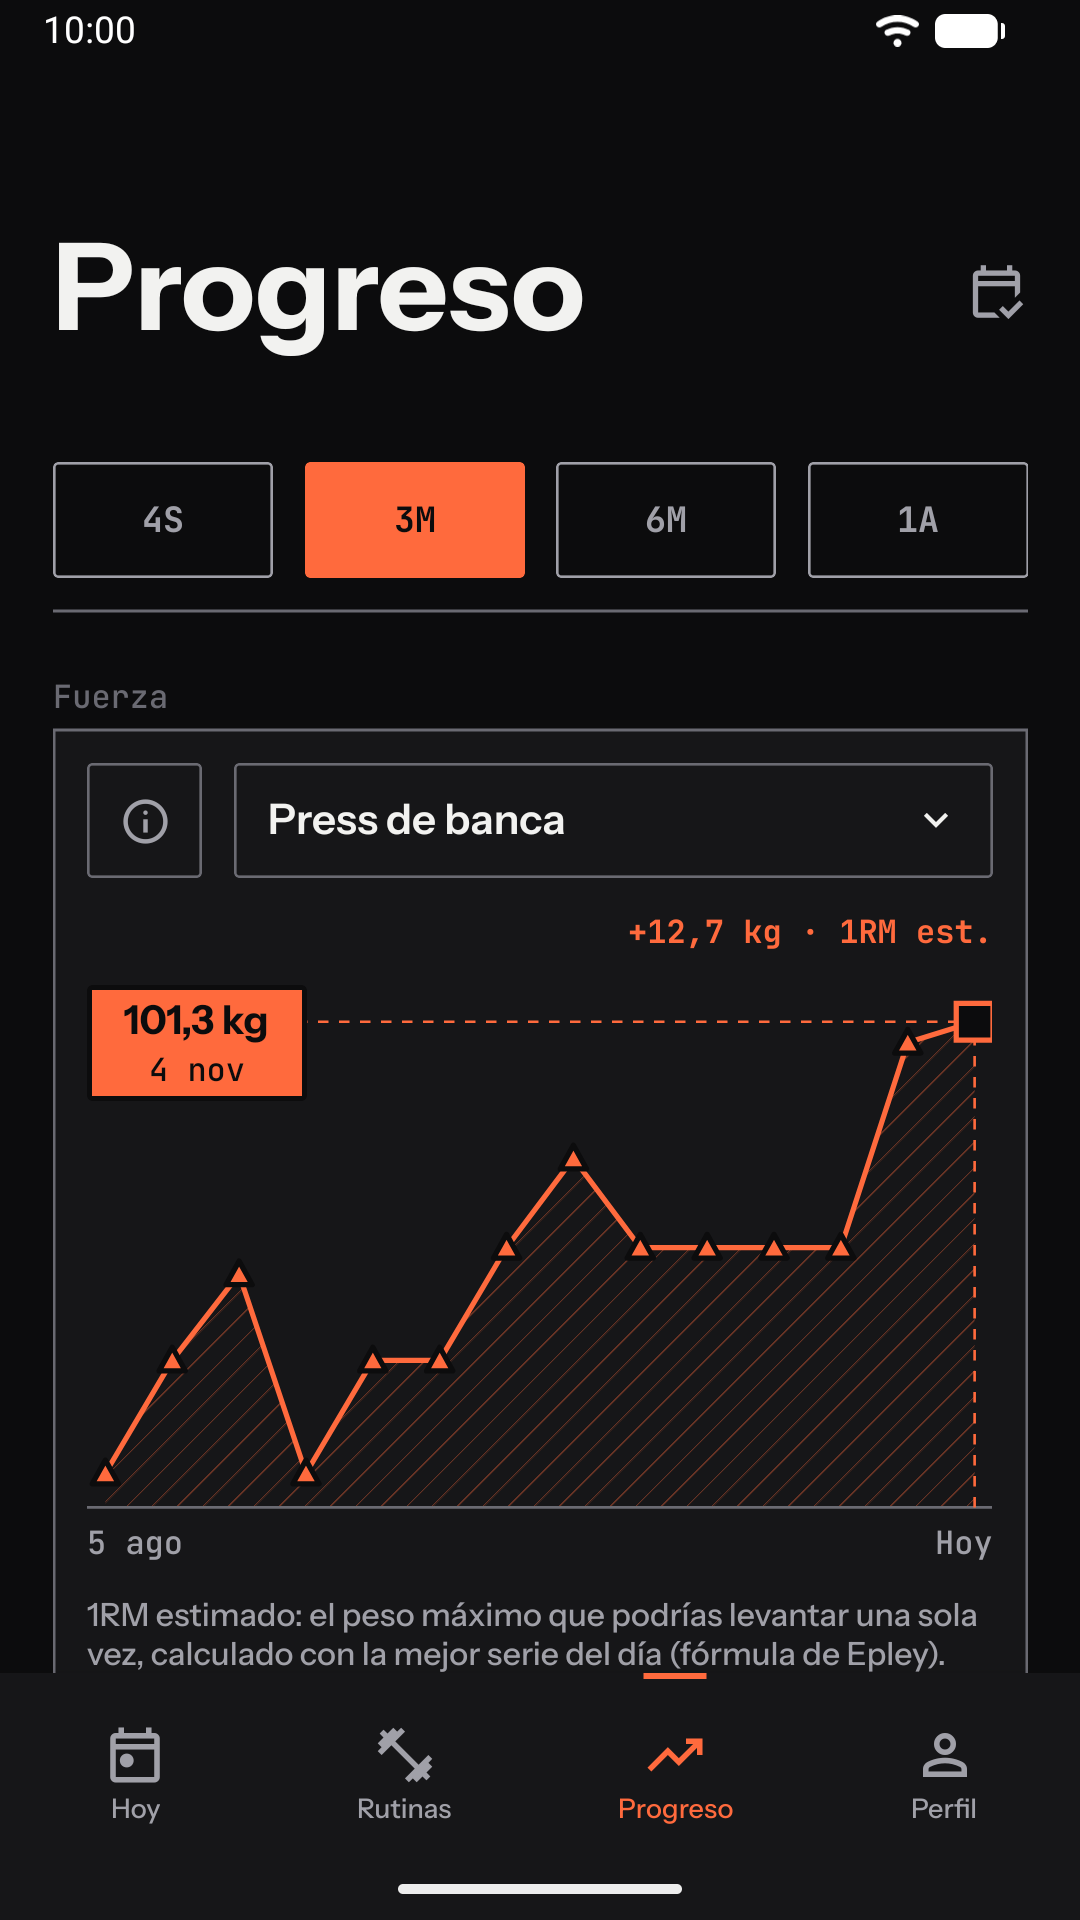 10:00
Progreso
4S
3M
6M
1A
Fuerza
Press de banca
+12,7 kg · 1RM est.
101,3 kg
4 nov
5 ago
Hoy
1RM estimado: el peso máximo que podrías levantar una sola
vez, calculado con la mejor serie del día (fórmula de Epley).
Hoy
Rutinas
Progreso
Perfil